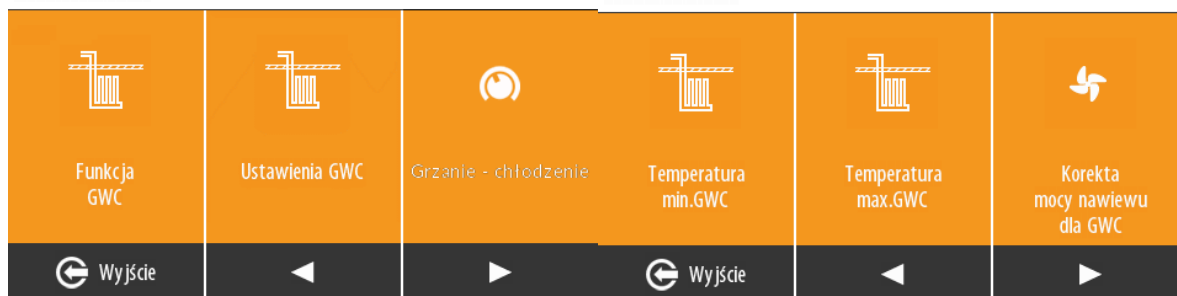 Funkcja
GWC
Ustawienia GWC
Grzanie - chłodzenie
Temperatura
min.GWC
Temperatura
max.GWC
Korekta
mocy nawiewu
dla GWC
Wyjście
Wyjście